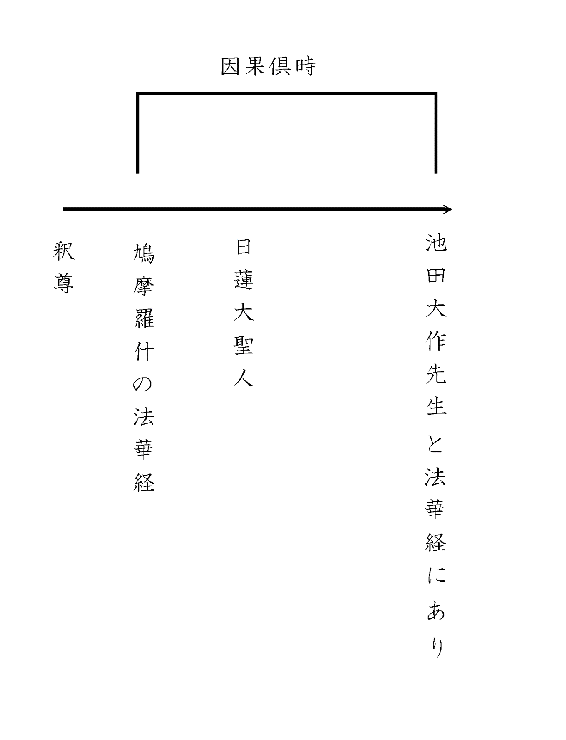 因果倶時
釈尊
鳩摩羅什の法華経
日蓮大聖人
池田大作先生と法華経にあり